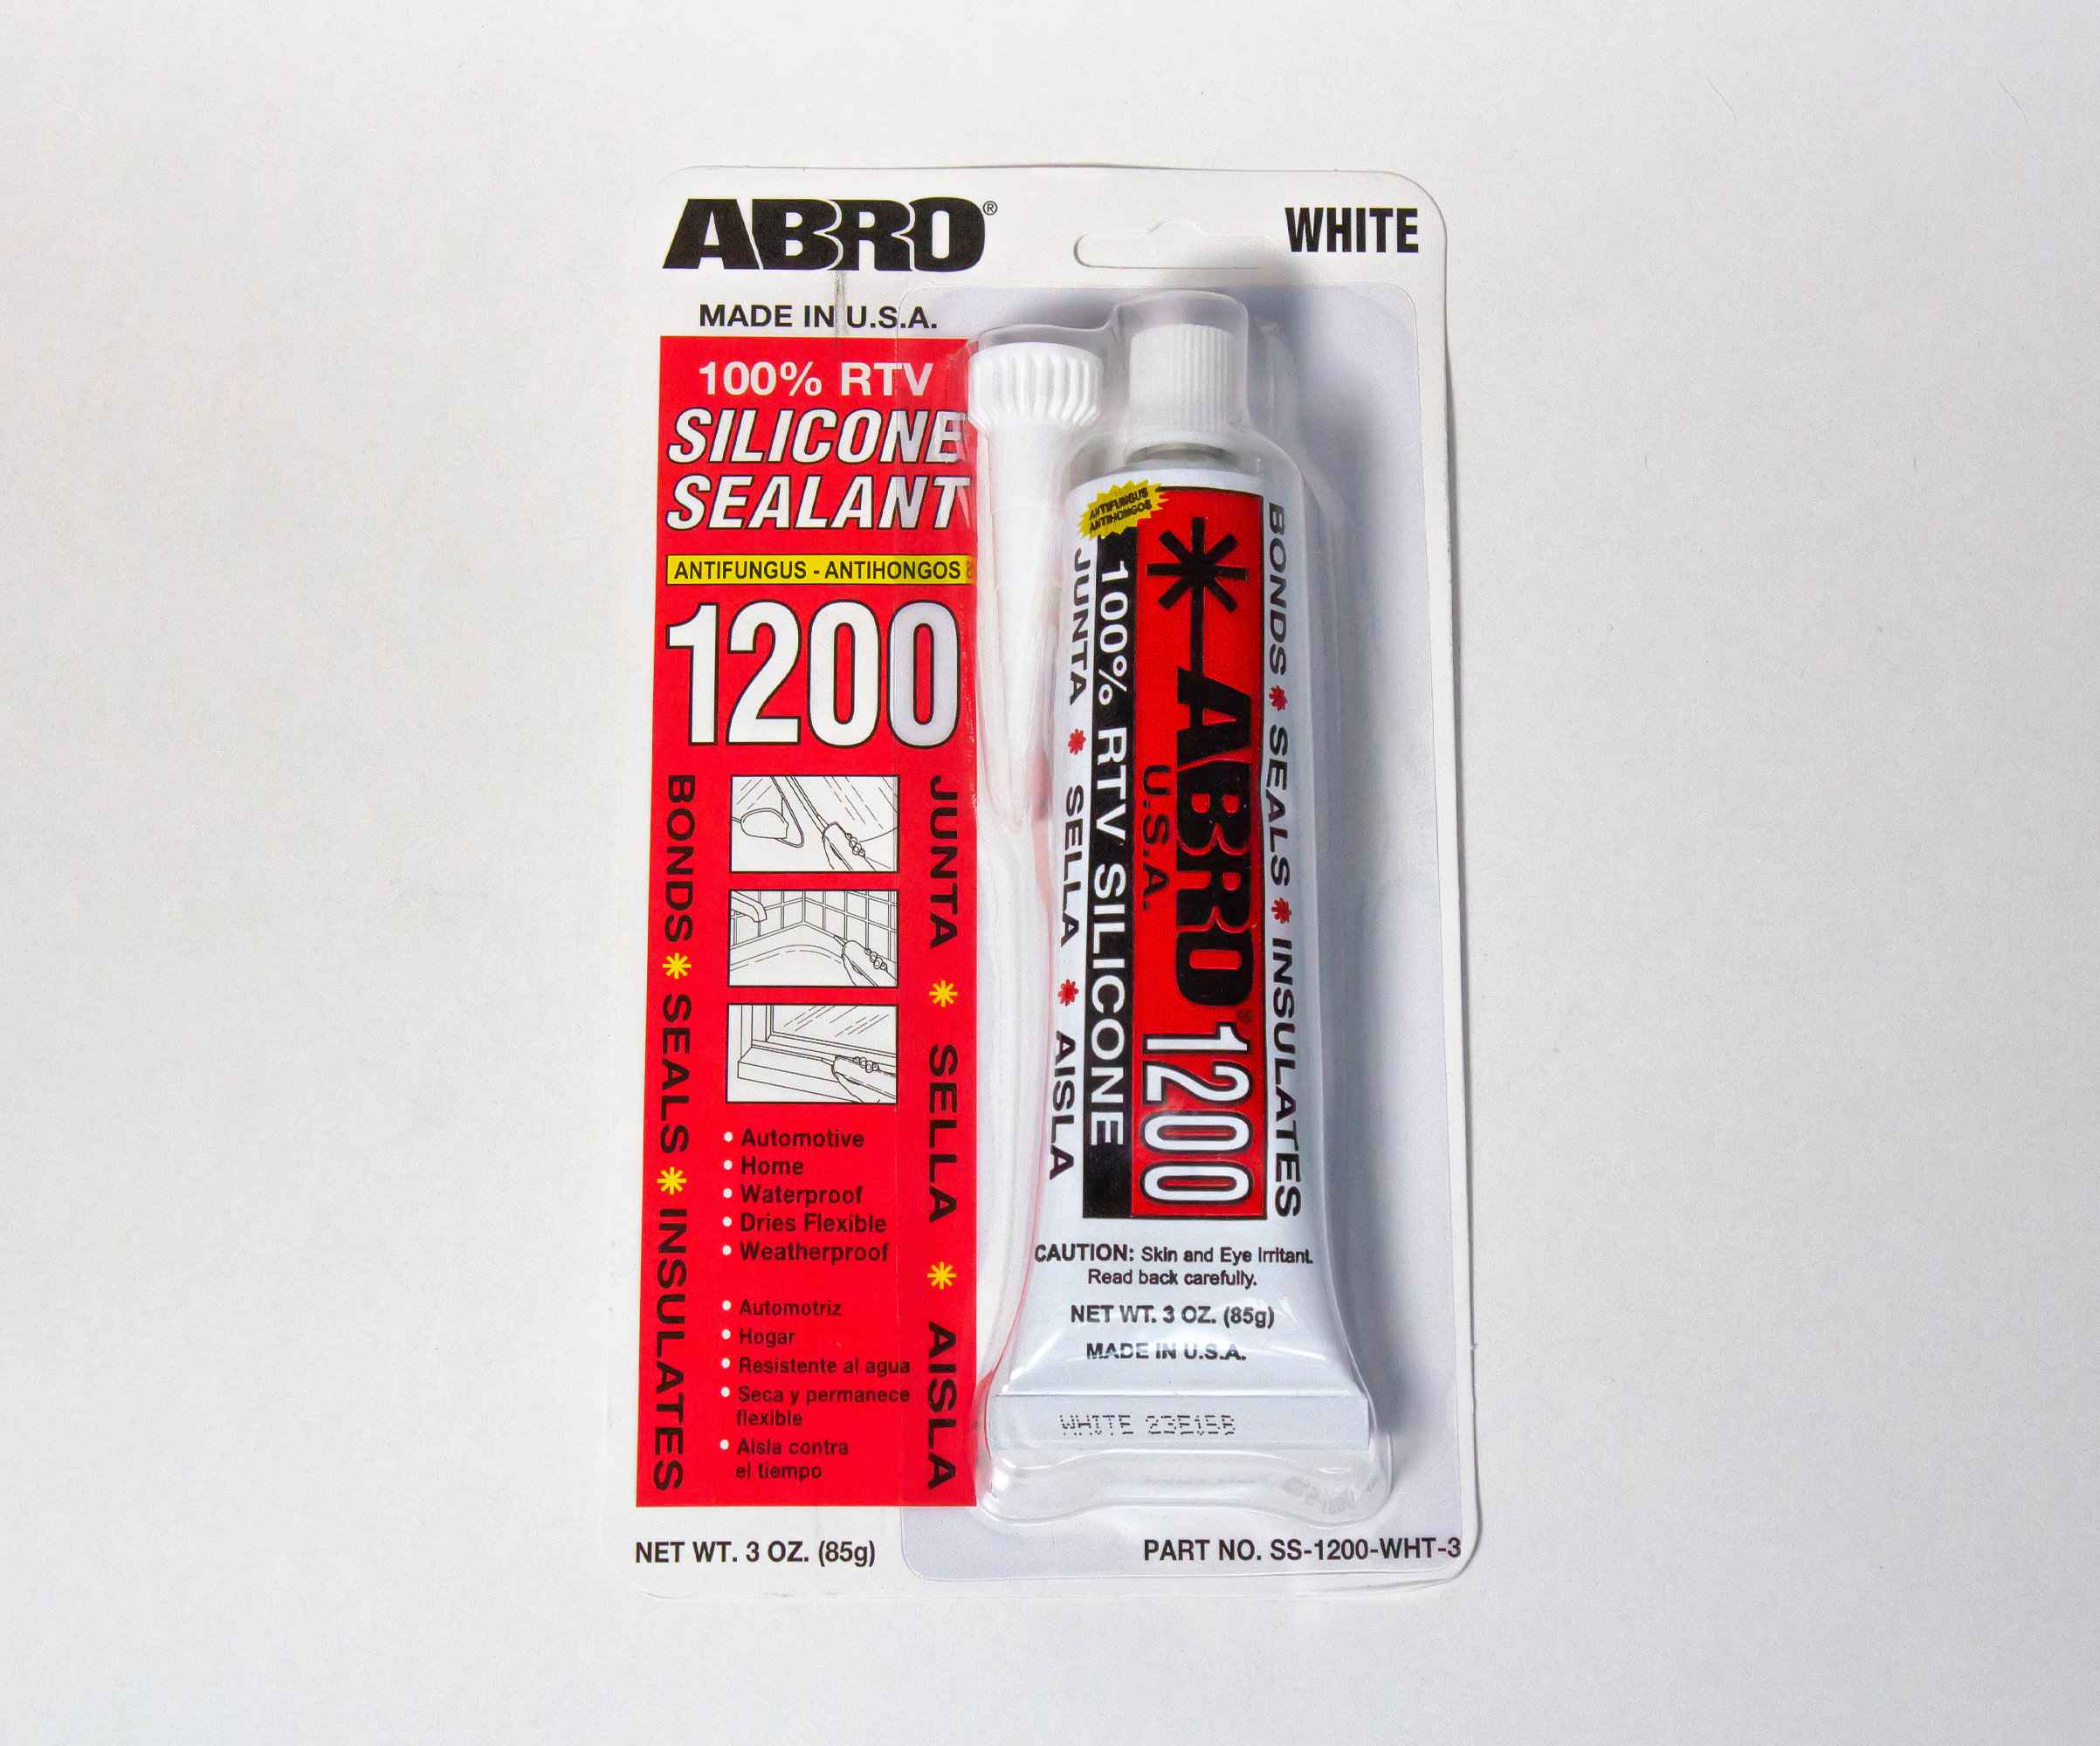 ABRO®
WHITE
MADE IN U.S.A.
100% RTV
SILICONE
SEALANT
ANTIFUNGUS - ANTIHONGOS
1200
BONDS * SEALS * INSULATES
JUNTA * SELLA * AISLA
• Automotive
• Home
• Waterproof
• Dries Flexible
• Weatherproof
• Automotriz
• Hogar
• Resistente al agua
• Seca y permanece
flexible
• Aisla contra
el tiempo
NET WT. 3 OZ. (85g)
ANTIFUNGUS
ANTIHONGOS
BONDS * SEALS * INSULATES
ABRO® 1200
U.S.A.
100% RTV SILICONE
JUNTA * SELLA * AISLA
CAUTION: Skin and Eye Irritant.
Read back carefully.
NET WT. 3 OZ. (85g)
MADE IN U.S.A.
WHITE 23E15B
PART NO. SS-1200-WHT-3